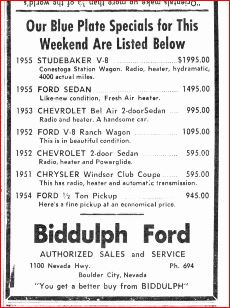 Our Blue Plate Specials for This
Weekend Are Listed Below
1955 STUDEBAKER V-8 $1995.00
Conestoga Station Wagon. Radio, heater, hydramatic,
4000 actual miles.
1955 FORD SEDAN 1495.00
Like-new condition, Fresh Air heater.
1953 CHEVROLET Bel Air 2-doorSedan 995.00
Radio and heater. A handsome car.
1952 FORD V-8 Ranch Wagon 1095.00
This is in beautiful condition.
1952 CHEVROLET 2-door Sedan 595.00
Radio, heater and Powerglide.
1951 CHRYSLER Windsor Club Coupe 595.00
This has radio, heater and automatic transmission.
1954 FORD ½ Ton Pickup 945.00
Here's a fine pickup at an economical price.
Biddulph Ford
AUTHORIZED SALES and SERVICE
1100 Nevada Hwy. Ph. 694
Boulder City, Nevada
"You get a better buy from BIDDULPH"